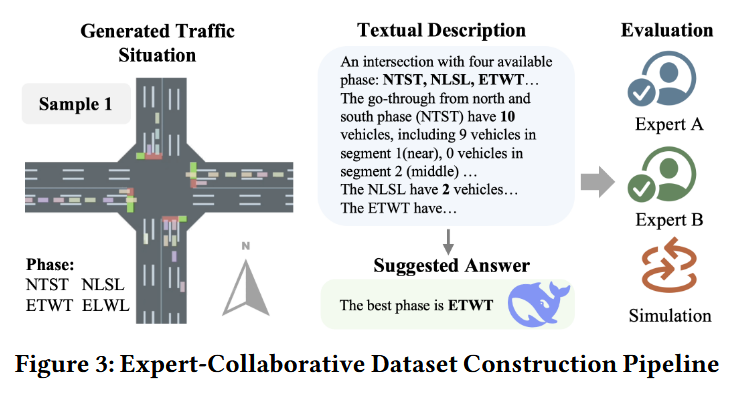 Generated Traffic
Situation
Sample 1
N
Phase:
NTST NLSL
ETWT ELWL
Textual Description
An intersection with four available
phase: NTST, NLSL, ETWT…
The go-through from north and
south phase (NTST) have 10
vehicles, including 9 vehicles in
segment 1(near), 0 vehicles in
segment 2 (middle) …
The NLSL have 2 vehicles…
The ETWT have…
Suggested Answer
The best phase is ETWT
Evaluation
Expert A
Expert B
Simulation
Figure 3: Expert-Collaborative Dataset Construction Pipeline